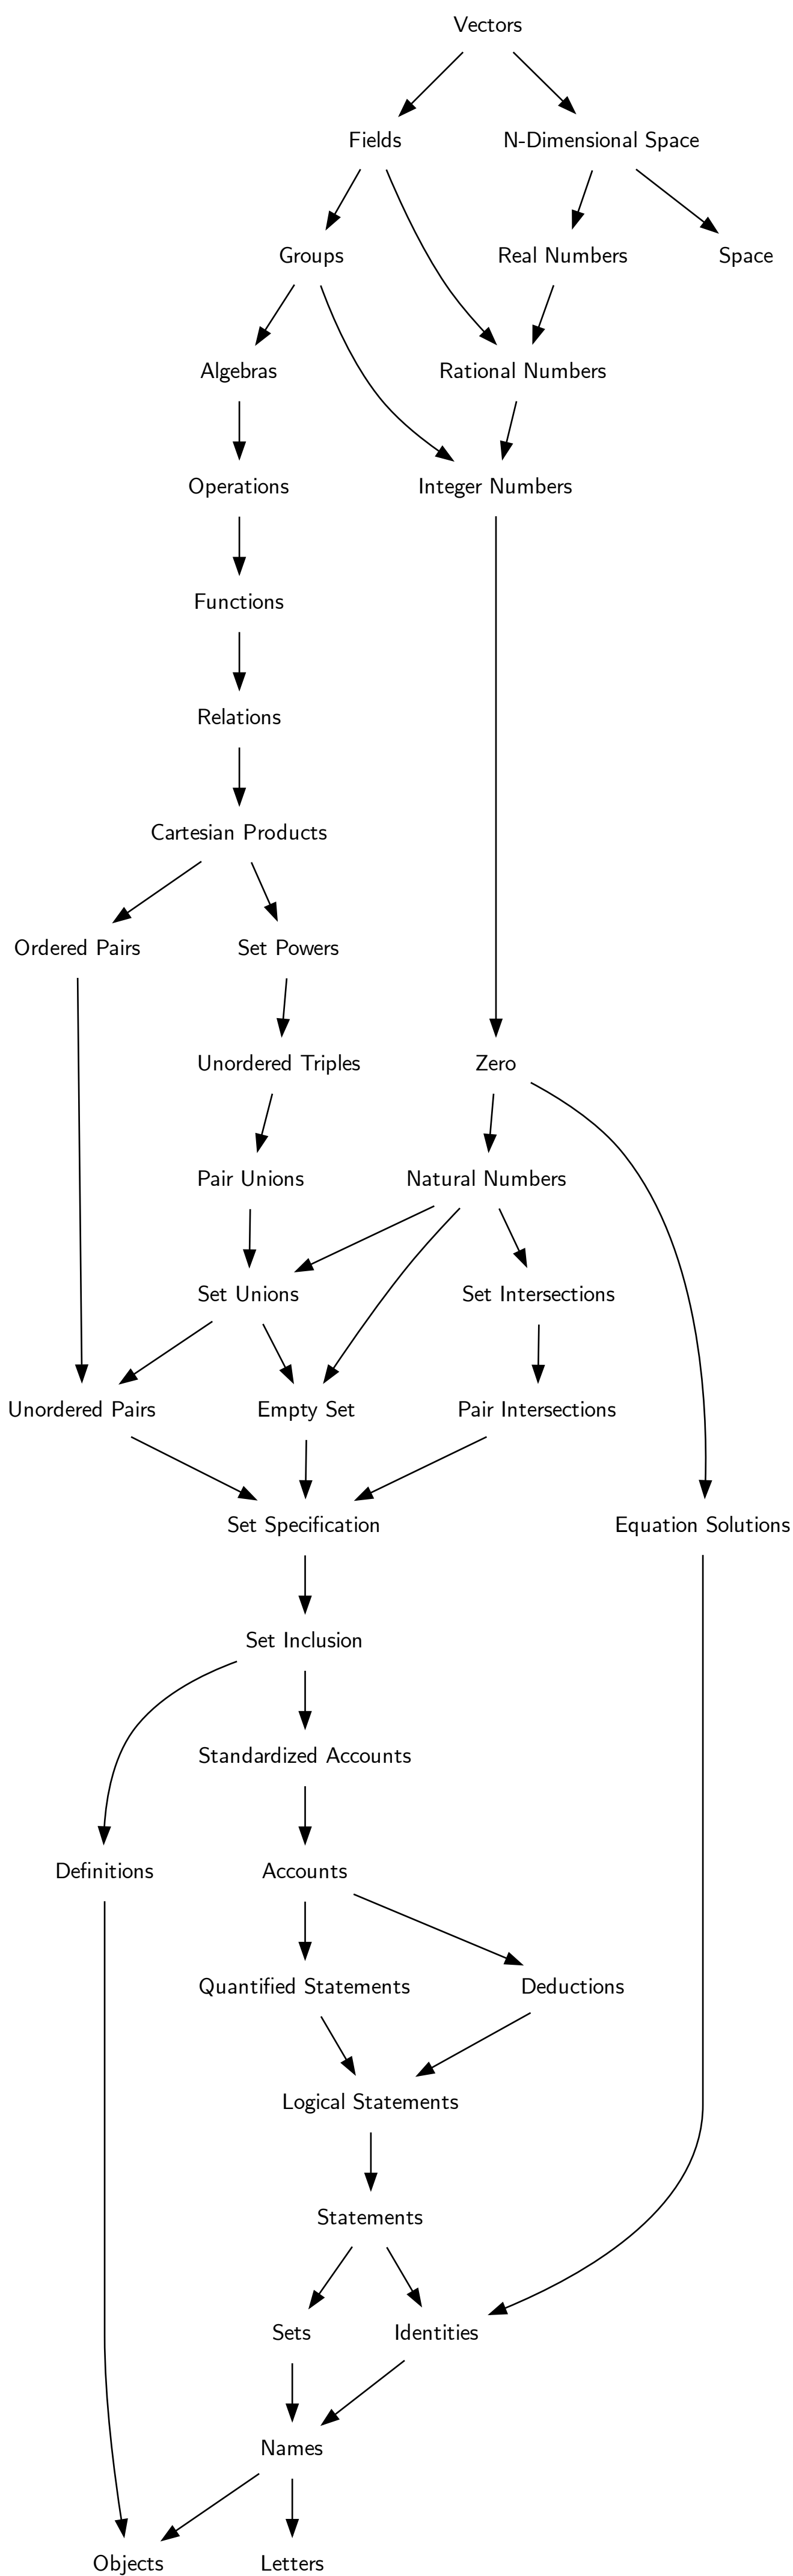 Vectors
Fields
N-Dimensional Space
Groups
Real Numbers
Space
Algebras
Rational Numbers
Operations
Integer Numbers
Functions
Relations
Cartesian Products
Ordered Pairs
Set Powers
Unordered Triples
Zero
Pair Unions
Natural Numbers
Set Unions
Set Intersections
Unordered Pairs
Empty Set
Pair Intersections
Set Specification
Equation Solutions
Set Inclusion
Standardized Accounts
Definitions
Accounts
Quantified Statements
Deductions
Logical Statements
Statements
Sets
Identities
Names
Objects
Letters